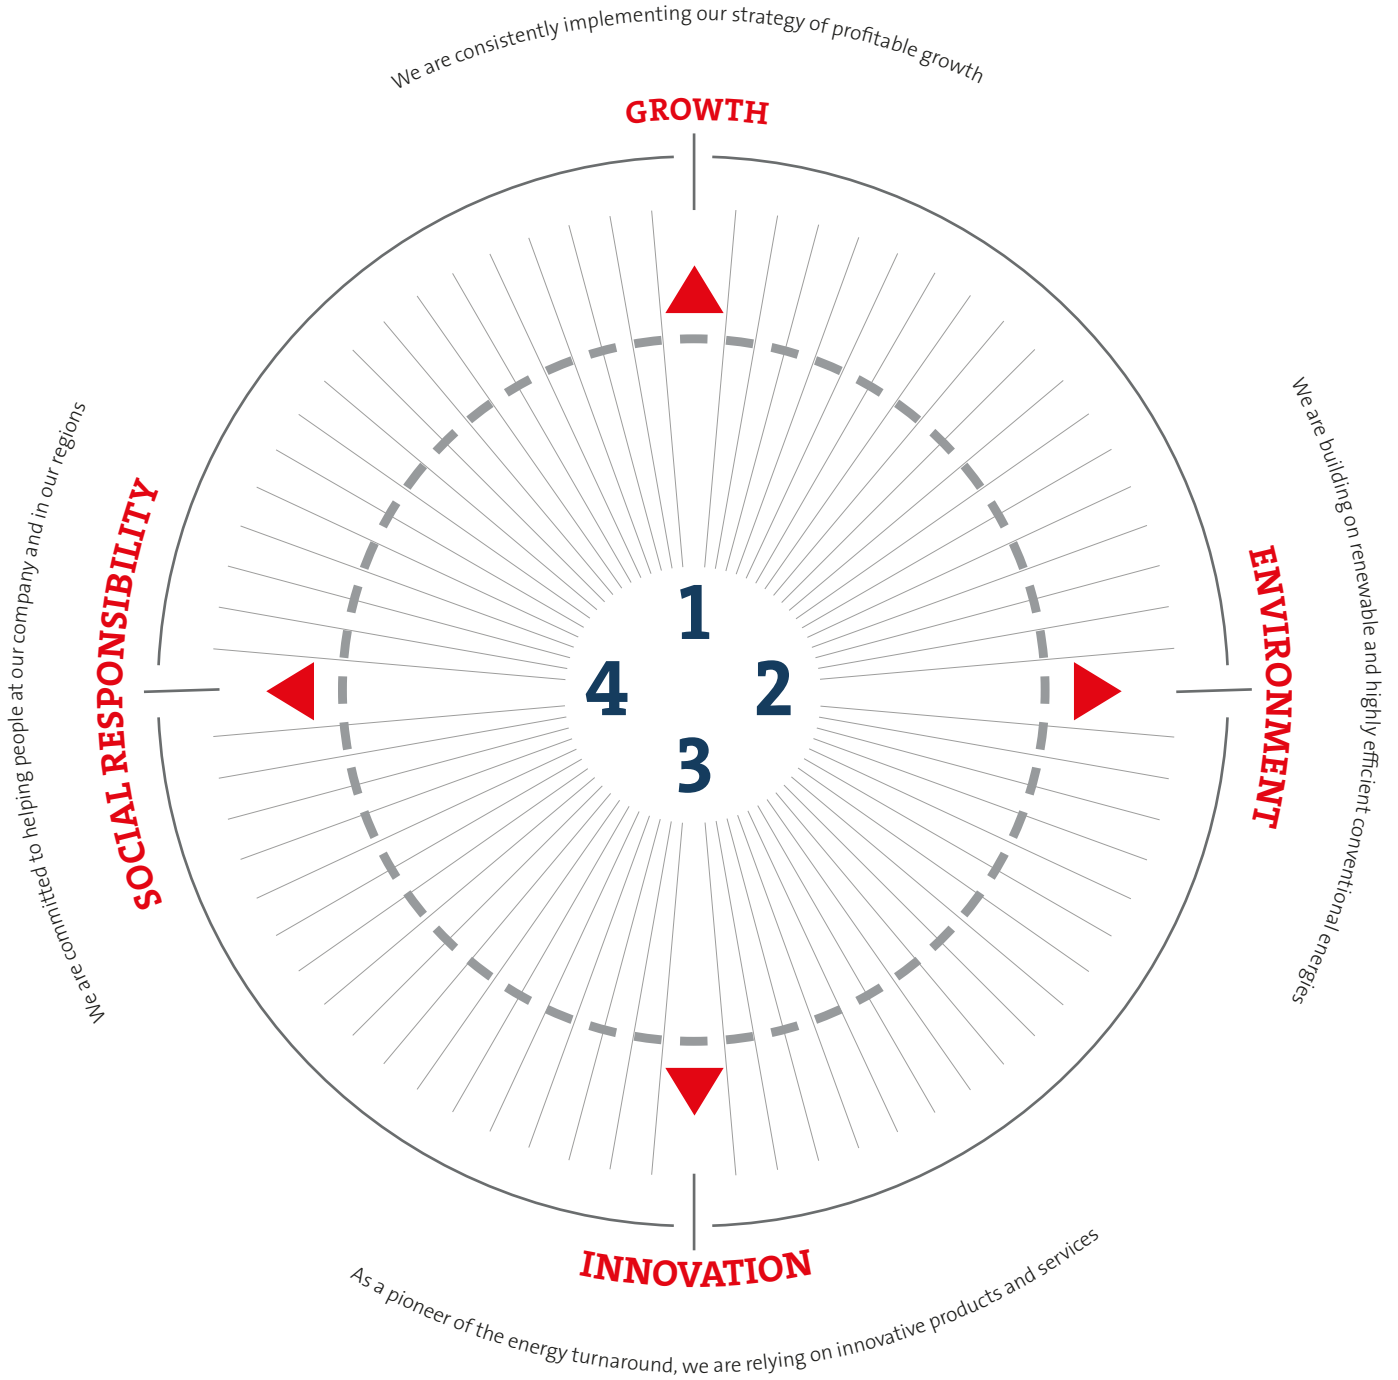 We are consistently implementing our strategy of profitable growth
GROWTH
We are building on renewable and highly efficient conventional energies
ENVIRONMENT
INNOVATION
As a pioneer of the energy turnaround, we are relying on innovative products and services
SOCIAL RESPONSIBILITY
We are committed to helping people at our company and in our regions
1
2
3
4